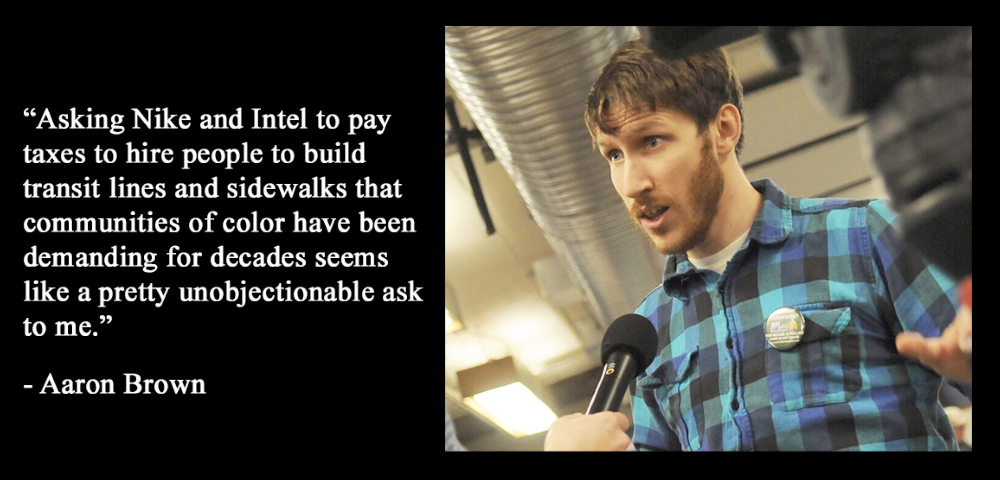 “Asking Nike and Intel to pay
taxes to hire people to build
transit lines and sidewalks that
communities of color have been
demanding for decades seems
like a pretty unobjectionable ask
to me.”
- Aaron Brown